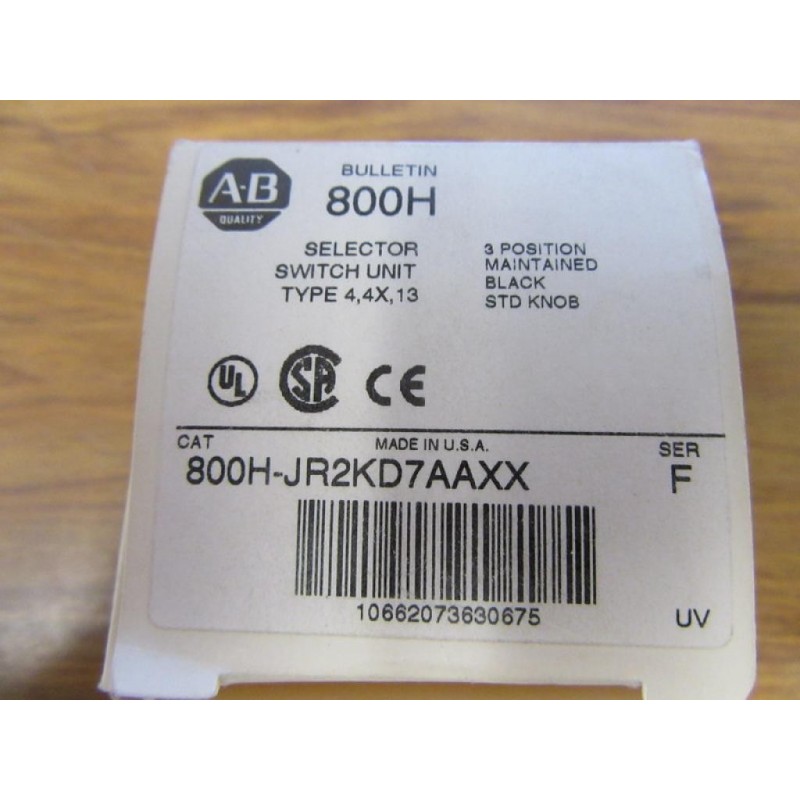 A-B
QUALITY
BULLETIN
800H
SELECTOR
SWITCH UNIT
TYPE 4,4X,13
3 POSITION
MAINTAINED
BLACK
STD KNOB
UL
SA
CE
CAT
MADE IN U.S.A.
SER
800H-JR2KD7AAXX
F
10662073630675
UV